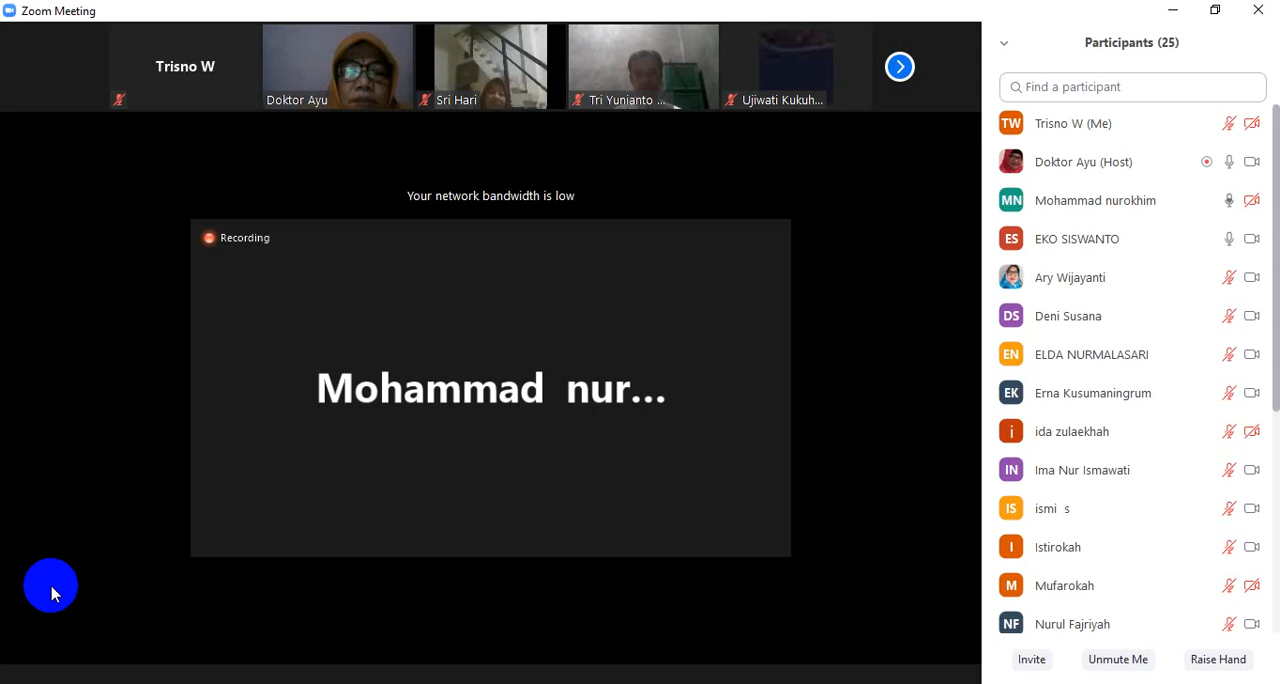 Zoom Meeting
Trisno W
Doktor Ayu
Sri Hari
Tri Yunianto ...
Ujiwati Kukuh...
Your network bandwidth is low
Recording
Mohammad nur...
Participants (25)
Find a participant
TW Trisno W (Me)
Doktor Ayu (Host)
MN Mohammad nurokhim
ES EKO SISWANTO
Ary Wijayanti
DS Deni Susana
EN ELDA NURMALASARI
EK Erna Kusumaningrum
i ida zulaekhah
IN Ima Nur Ismawati
IS ismi s
I Istirokah
M Mufarokah
NF Nurul Fajriyah
Invite
Unmute Me
Raise Hand